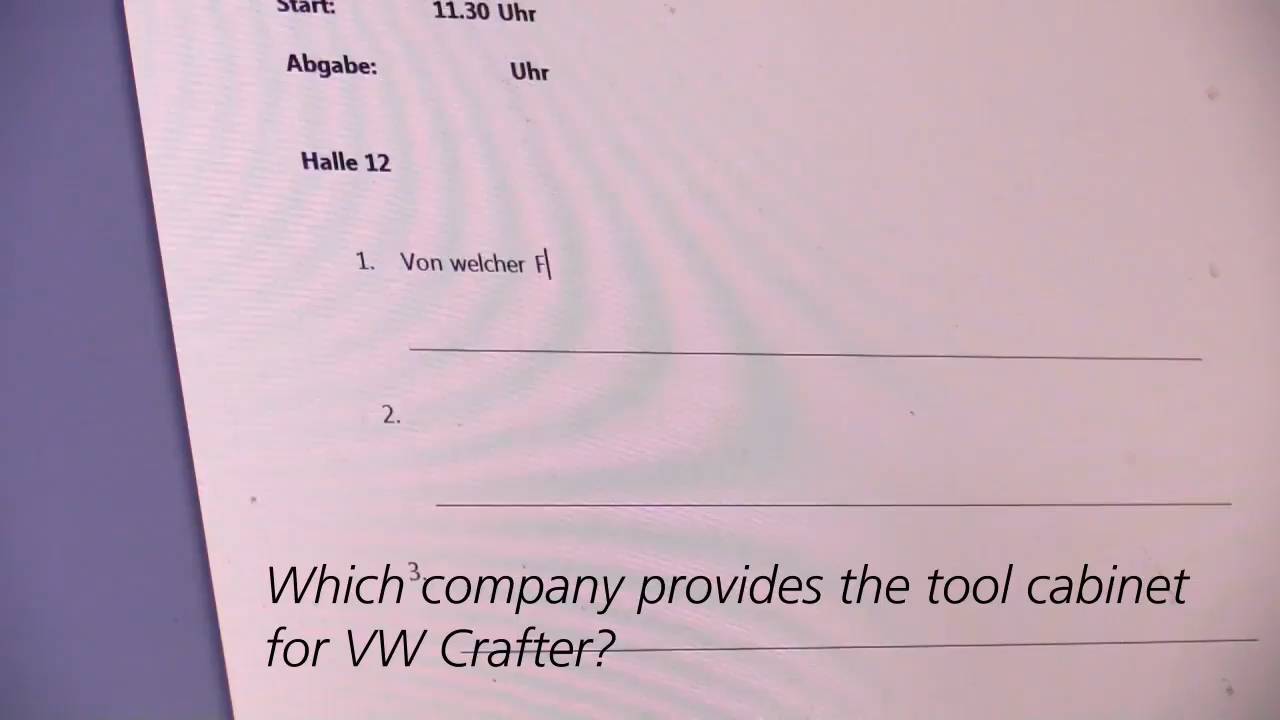 Start: 11.30 Uhr
Abgabe: Uhr
Halle 12
1. Von welcher F
2.
3.
Which company provides the tool cabinet
for VW Crafter?